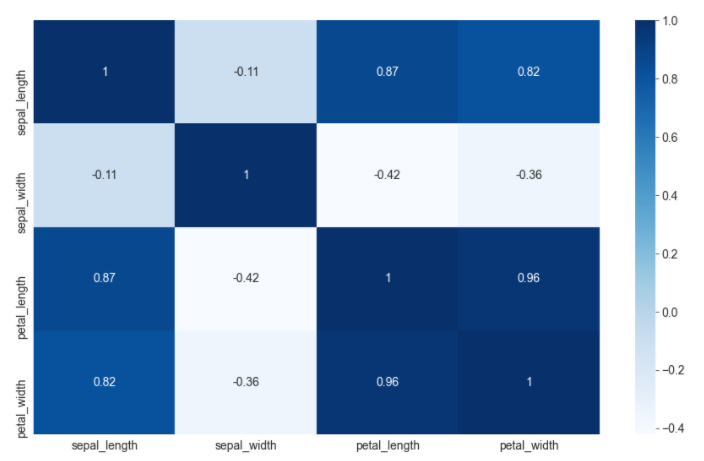 sepal_length 1 -0.11 0.87 0.82
sepal_width -0.11 1 -0.42 -0.36
petal_length 0.87 -0.42 1 0.96
petal_width 0.82 -0.36 0.96 1
sepal_length sepal_width petal_length petal_width
1.0
0.8
0.6
0.4
0.2
0.0
−0.2
−0.4